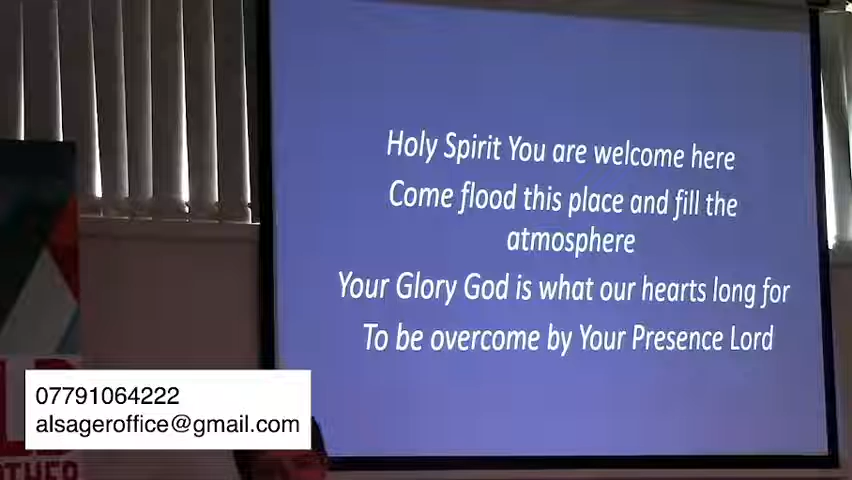 Holy Spirit You are welcome here
Come flood this place and fill the
atmosphere
Your Glory God is what our hearts long for
To be overcome by Your Presence Lord
07791064222
alsageroffice@gmail.com